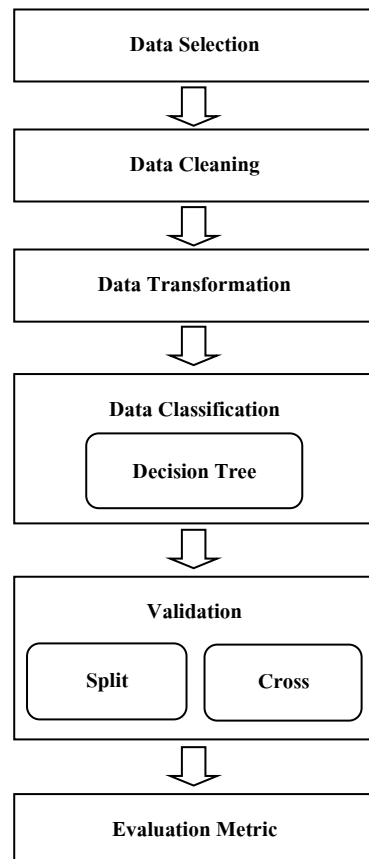 Data Selection
Data Cleaning
Data Transformation
Data Classification
Decision Tree
Validation
Split
Cross
Evaluation Metric